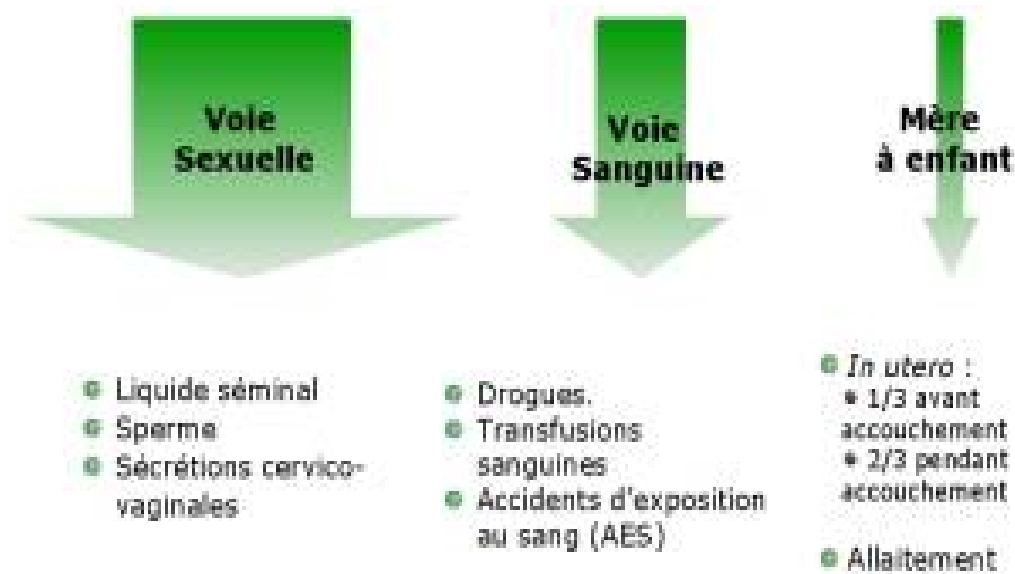 Voie
Sexuelle
Liquide séminal
Sperme
Sécrétions cervico-
vaginales
Voie
Sanguine
Drogues.
Transfusions
sanguines
Accidents d'exposition
au sang (AES)
Mère
à enfant
In utero :
1/3 avant
accouchement
2/3 pendant
accouchement
Allaitement